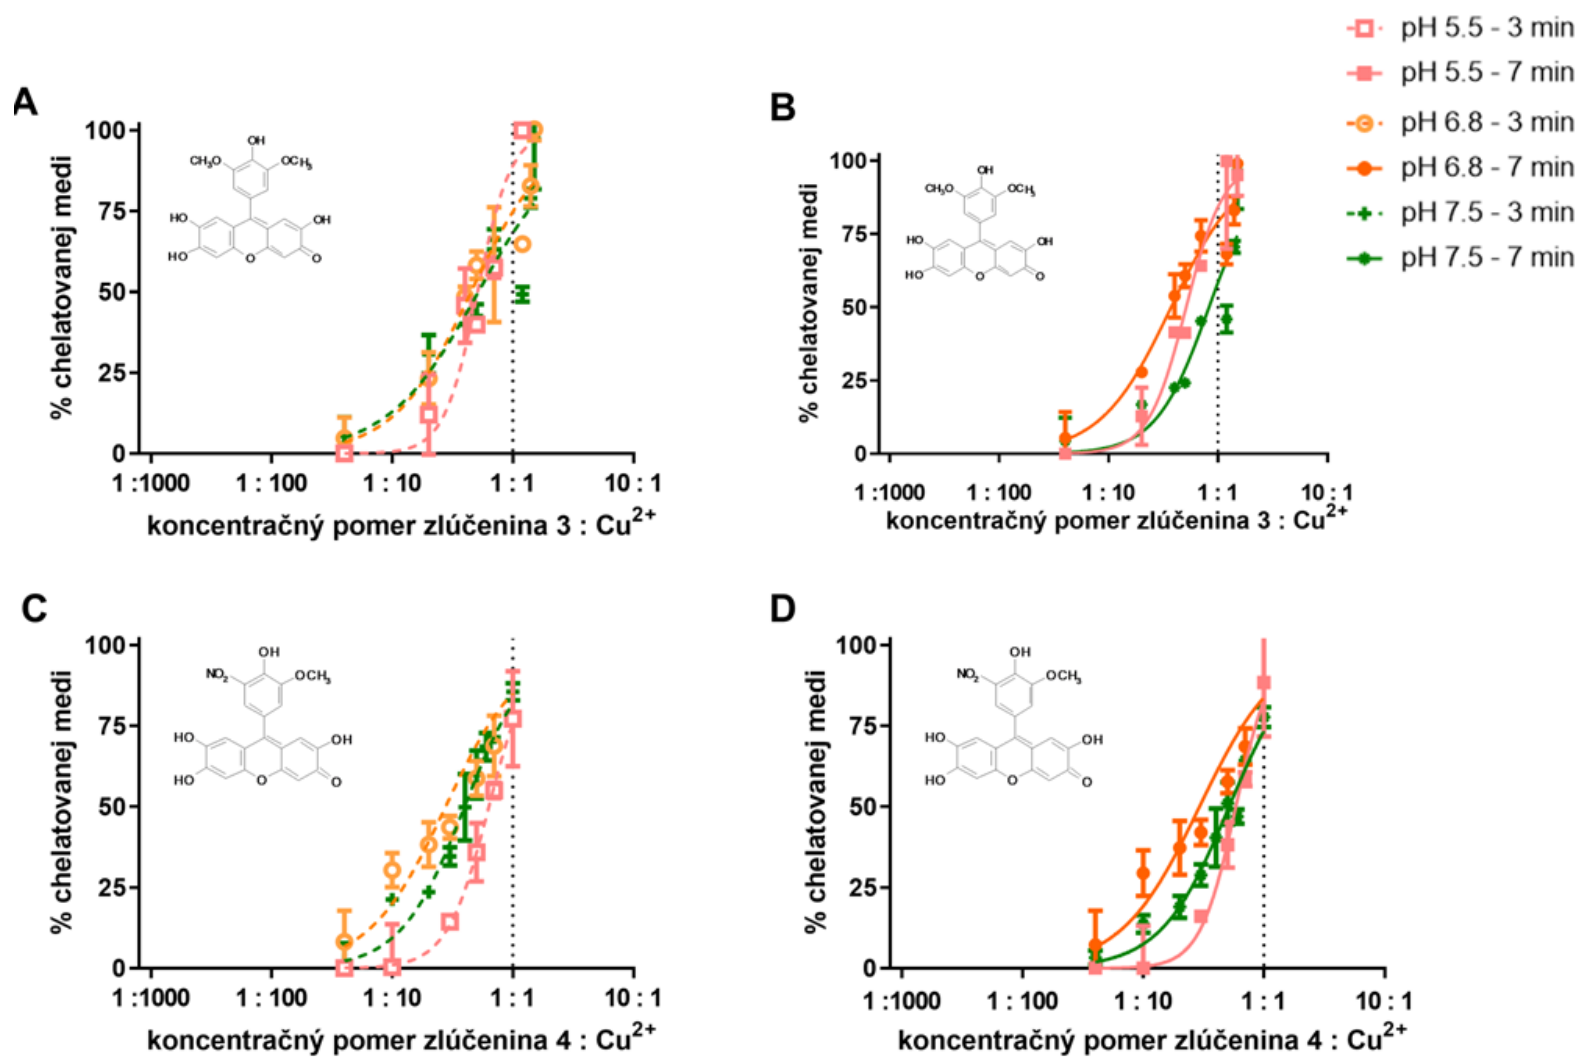 pH 5.5 - 3 min
pH 5.5 - 7 min
pH 6.8 - 3 min
pH 6.8 - 7 min
pH 7.5 - 3 min
pH 7.5 - 7 min
A
% chelatovanej medi
100
75
50
25
0
OH
CH₃O OCH₃
HO OH
HO O O
1:1000 1:100 1:10 1:1 10:1
koncentračný pomer zlúčenina 3 : Cu²⁺
B
% chelatovanej medi
100
75
50
25
0
OH
CH₃O OCH₃
HO OH
HO O O
1:1000 1:100 1:10 1:1 10:1
koncentračný pomer zlúčenina 3 : Cu²⁺
C
% chelatovanej medi
100
75
50
25
0
OH
NO₂ OCH₃
HO OH
HO O O
1:1000 1:100 1:10 1:1 10:1
koncentračný pomer zlúčenina 4 : Cu²⁺
D
% chelatovanej medi
100
75
50
25
0
OH
NO₂ OCH₃
HO OH
HO O O
1:1000 1:100 1:10 1:1 10:1
koncentračný pomer zlúčenina 4 : Cu²⁺